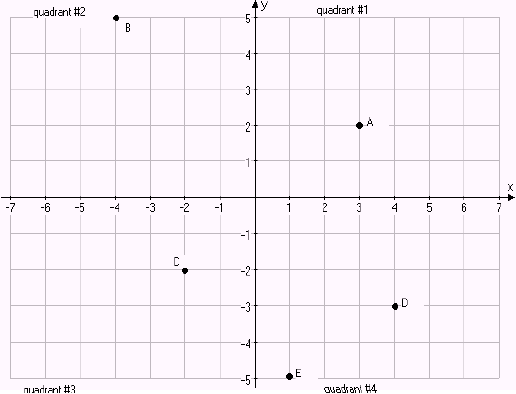 quadrant #2
quadrant #1
y
B
5
4
3
2
A
1
x
-7 -6 -5 -4 -3 -2 -1 1 2 3 4 5 6 7
-1
C
-2
-3
D
-4
-5
E
quadrant #3
quadrant #4